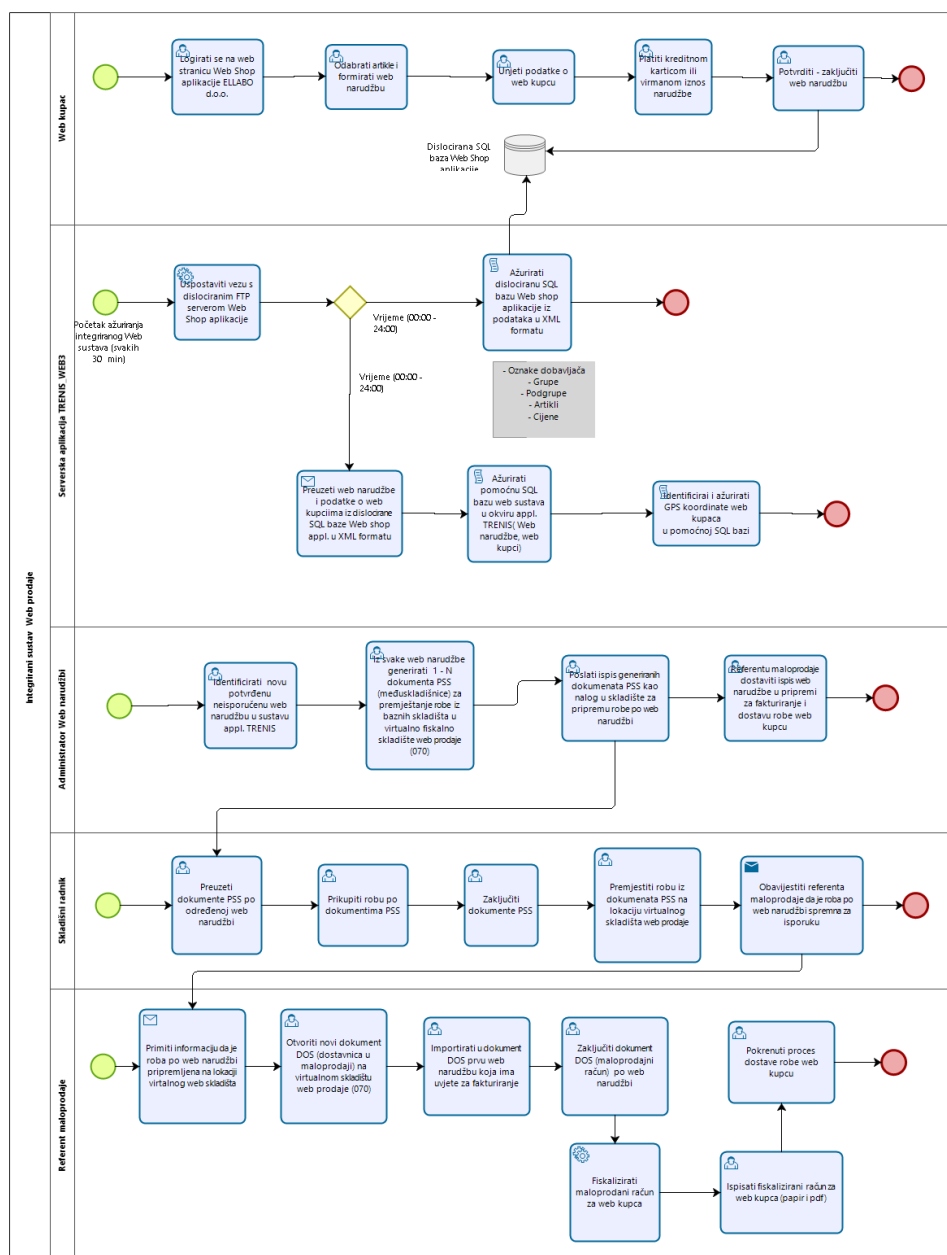 Integrirani sustav Web prodaje
Web kupac
Logirati se na web
stranicu Web Shop
aplikacije ELLABO
d.o.o.
Odabrati artikle i
formirati web
narudžbu
Unjeti podatke o
web kupcu
Platiti kreditnom
karticom ili
virmanom iznos
narudžbe
Potvrditi - zaključiti
web narudžbu
Dislocirana SQL
baza Web Shop
aplikacije
Serverska aplikacija TRENIS_WEB3
Početak ažuriranja
integriranog Web
sustava (svakih
30 min)
Uspostaviti vezu s
dislociranim FTP
serverom Web
Shop aplikacije
Vrijeme (00:00 -
24:00)
Vrijeme (00:00 -
24:00)
Ažurirati
dislociranu SQL
bazu Web shop
aplikacije iz
podataka u XML
formatu
- Oznake dobavljača
- Grupe
- Podgrupe
- Artikli
- Cijene
Preuzeti web narudžbe
i podatke o web
kupciima iz dislocirane
SQL baze Web shop
appl. u XML formatu
Ažurirati
pomoćnu SQL
bazu web sustava
u okviru appl.
TRENIS( Web
narudžbe, web
kupci)
Identificirai i ažurirati
GPS koordinate web
kupaca
u pomoćnoj SQL bazi
Administrator Web narudžbi
Identificirati novu
potvrđenu
neisporučenu web
narudžbu u sustavu
appl. TRENIS
Iz svake web narudžbe
generirati 1 - N
dokumenta PSS
(međuskladišnice) za
premještanje robe iz
baznih skladišta u
virtualno fiskalno
skladište web prodaje
(070)
Poslati ispis generiranih
dokumenata PSS kao
nalog u skladište za
pripremu robe po web
narudžbi
Referentu maloprodaje
dostaviti ispis web
narudžbe u pripremi
za fakturiranje i
dostavu robe web
kupcu
Skladišni radnik
Preuzeti
dokumente PSS po
određenoj web
narudžbi
Prikupiti robu po
dokumentima PSS
Zaključiti
dokumente PSS
Premjestiti robu iz
dokumenata PSS na
lokaciju virtualnog
skladišta web prodaje
Obavijestiti referenta
maloprodaje da je roba po
web narudžbi spremna za
isporuku
Referent maloprodaje
Primiti informaciju da je
roba po web narudžbi
pripremljena na lokaciji
virtalnog web skladišta
Otvoriti novi dokument
DOS (dostavnica u
maloprodaji) na
virtualnom skladištu
web prodaje (070)
Importirati u dokument
DOS prvu web
narudžbu koja ima
uvjete za fakturiranje
Zaključiti dokument
DOS (maloprodajni
račun) po web
narudžbi
Pokrenuti proces
dostave robe web
kupcu
Fiskalizirati
maloprodani račun
za web kupca
Ispisati fiskalizirani račun za
web kupca (papir i pdf)